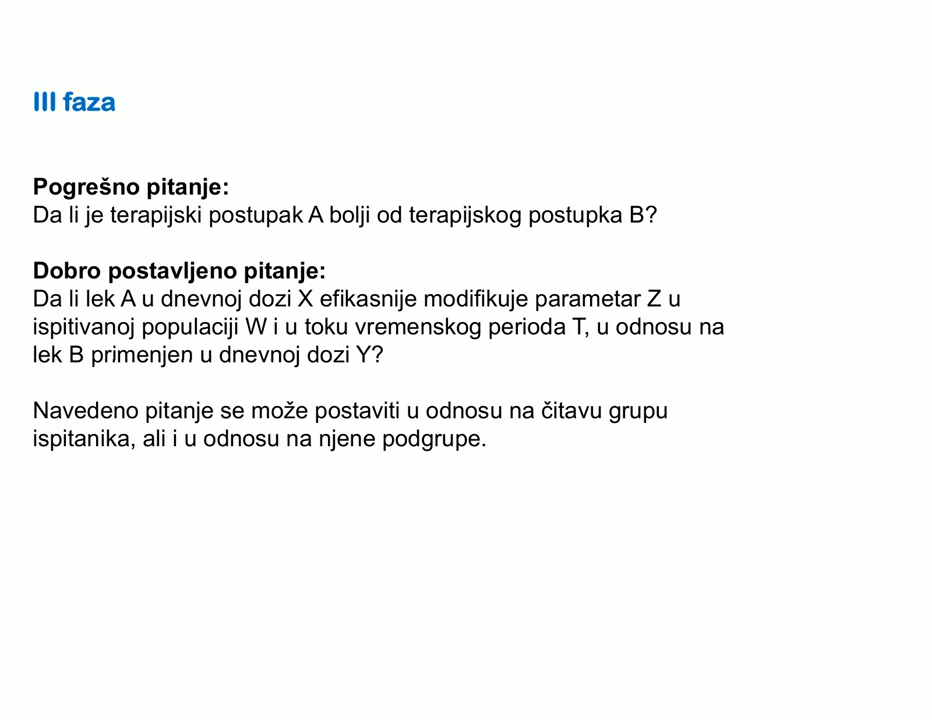 III faza
Pogrešno pitanje:
Da li je terapijski postupak A bolji od terapijskog postupka B?
Dobro postavljeno pitanje:
Da li lek A u dnevnoj dozi X efikasnije modifikuje parametar Z u
ispitivanoj populaciji W i u toku vremenskog perioda T, u odnosu na
lek B primenjen u dnevnoj dozi Y?
Navedeno pitanje se može postaviti u odnosu na čitavu grupu
ispitanika, ali i u odnosu na njene podgrupe.